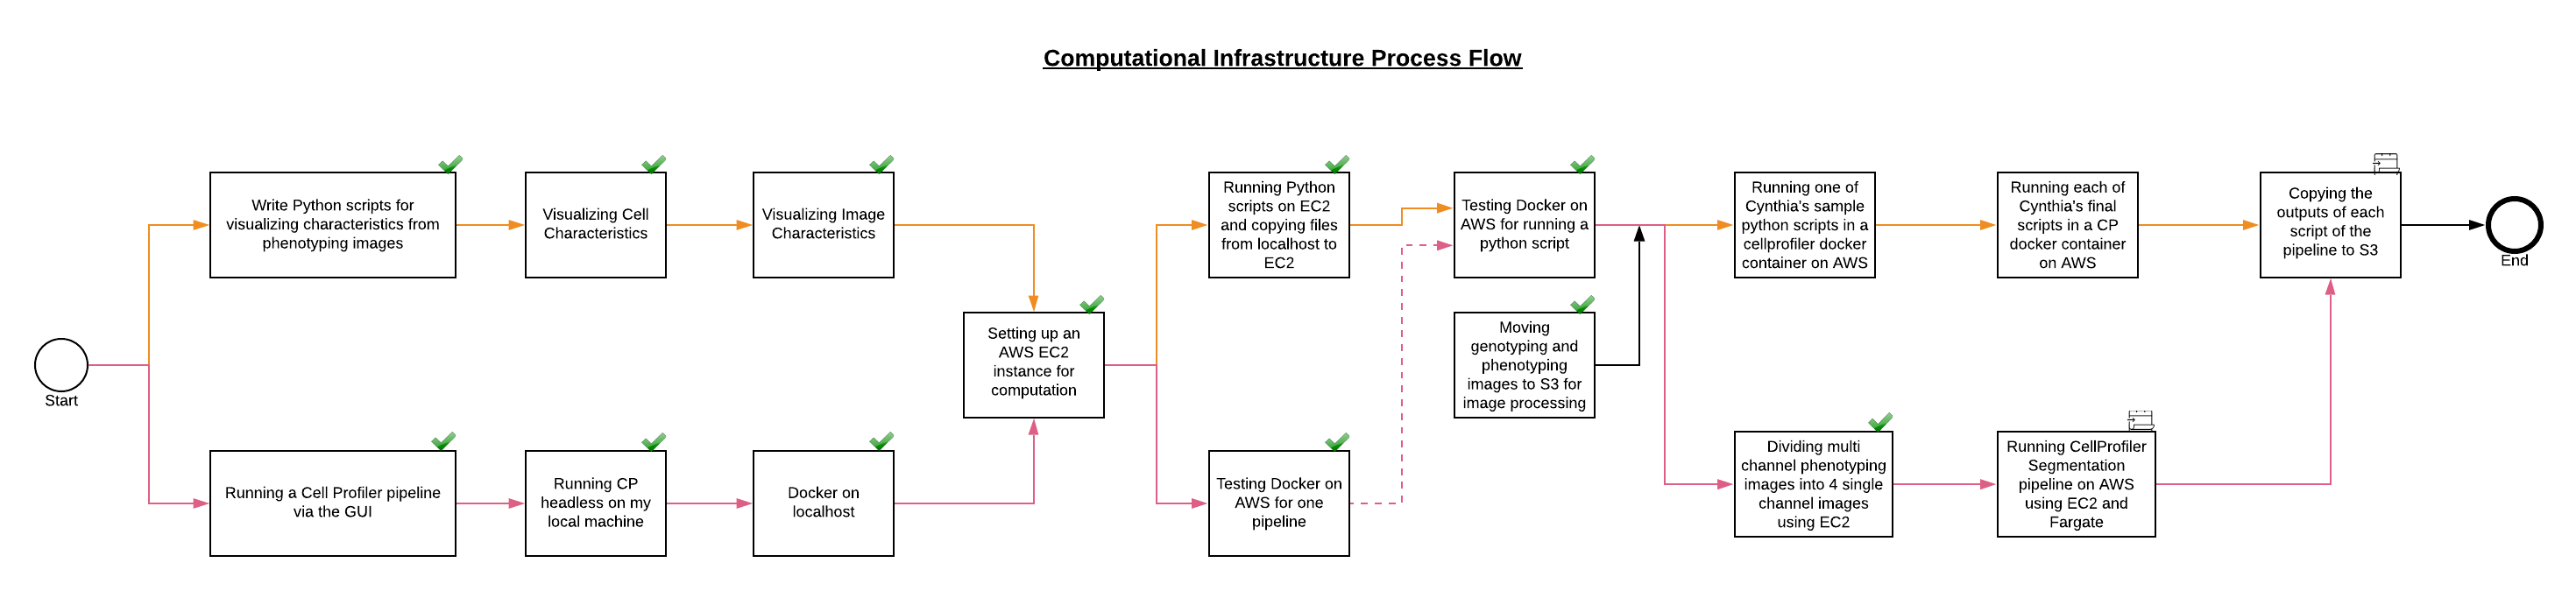 Computational Infrastructure Process Flow
Start
Write Python scripts for
visualizing characteristics from
phenotyping images
Visualizing Cell
Characteristics
Visualizing Image
Characteristics
Running a Cell Profiler pipeline
via the GUI
Running CP
headless on my
local machine
Docker on
localhost
Setting up an
AWS EC2
instance for
computation
Running Python
scripts on EC2
and copying files
from localhost to
EC2
Testing Docker on
AWS for one
pipeline
Testing Docker on
AWS for running a
python script
Moving
genotyping and
phenotyping
images to S3 for
image processing
Running one of
Cynthia's sample
python scripts in a
cellprofiler docker
container on AWS
Running each of
Cynthia's final
scripts in a CP
docker container
on AWS
Dividing multi
channel phenotyping
images into 4 single
channel images
using EC2
Running CellProfiler
Segmentation
pipeline on AWS
using EC2 and
Fargate
Copying the
outputs of each
script of the
pipeline to S3
End